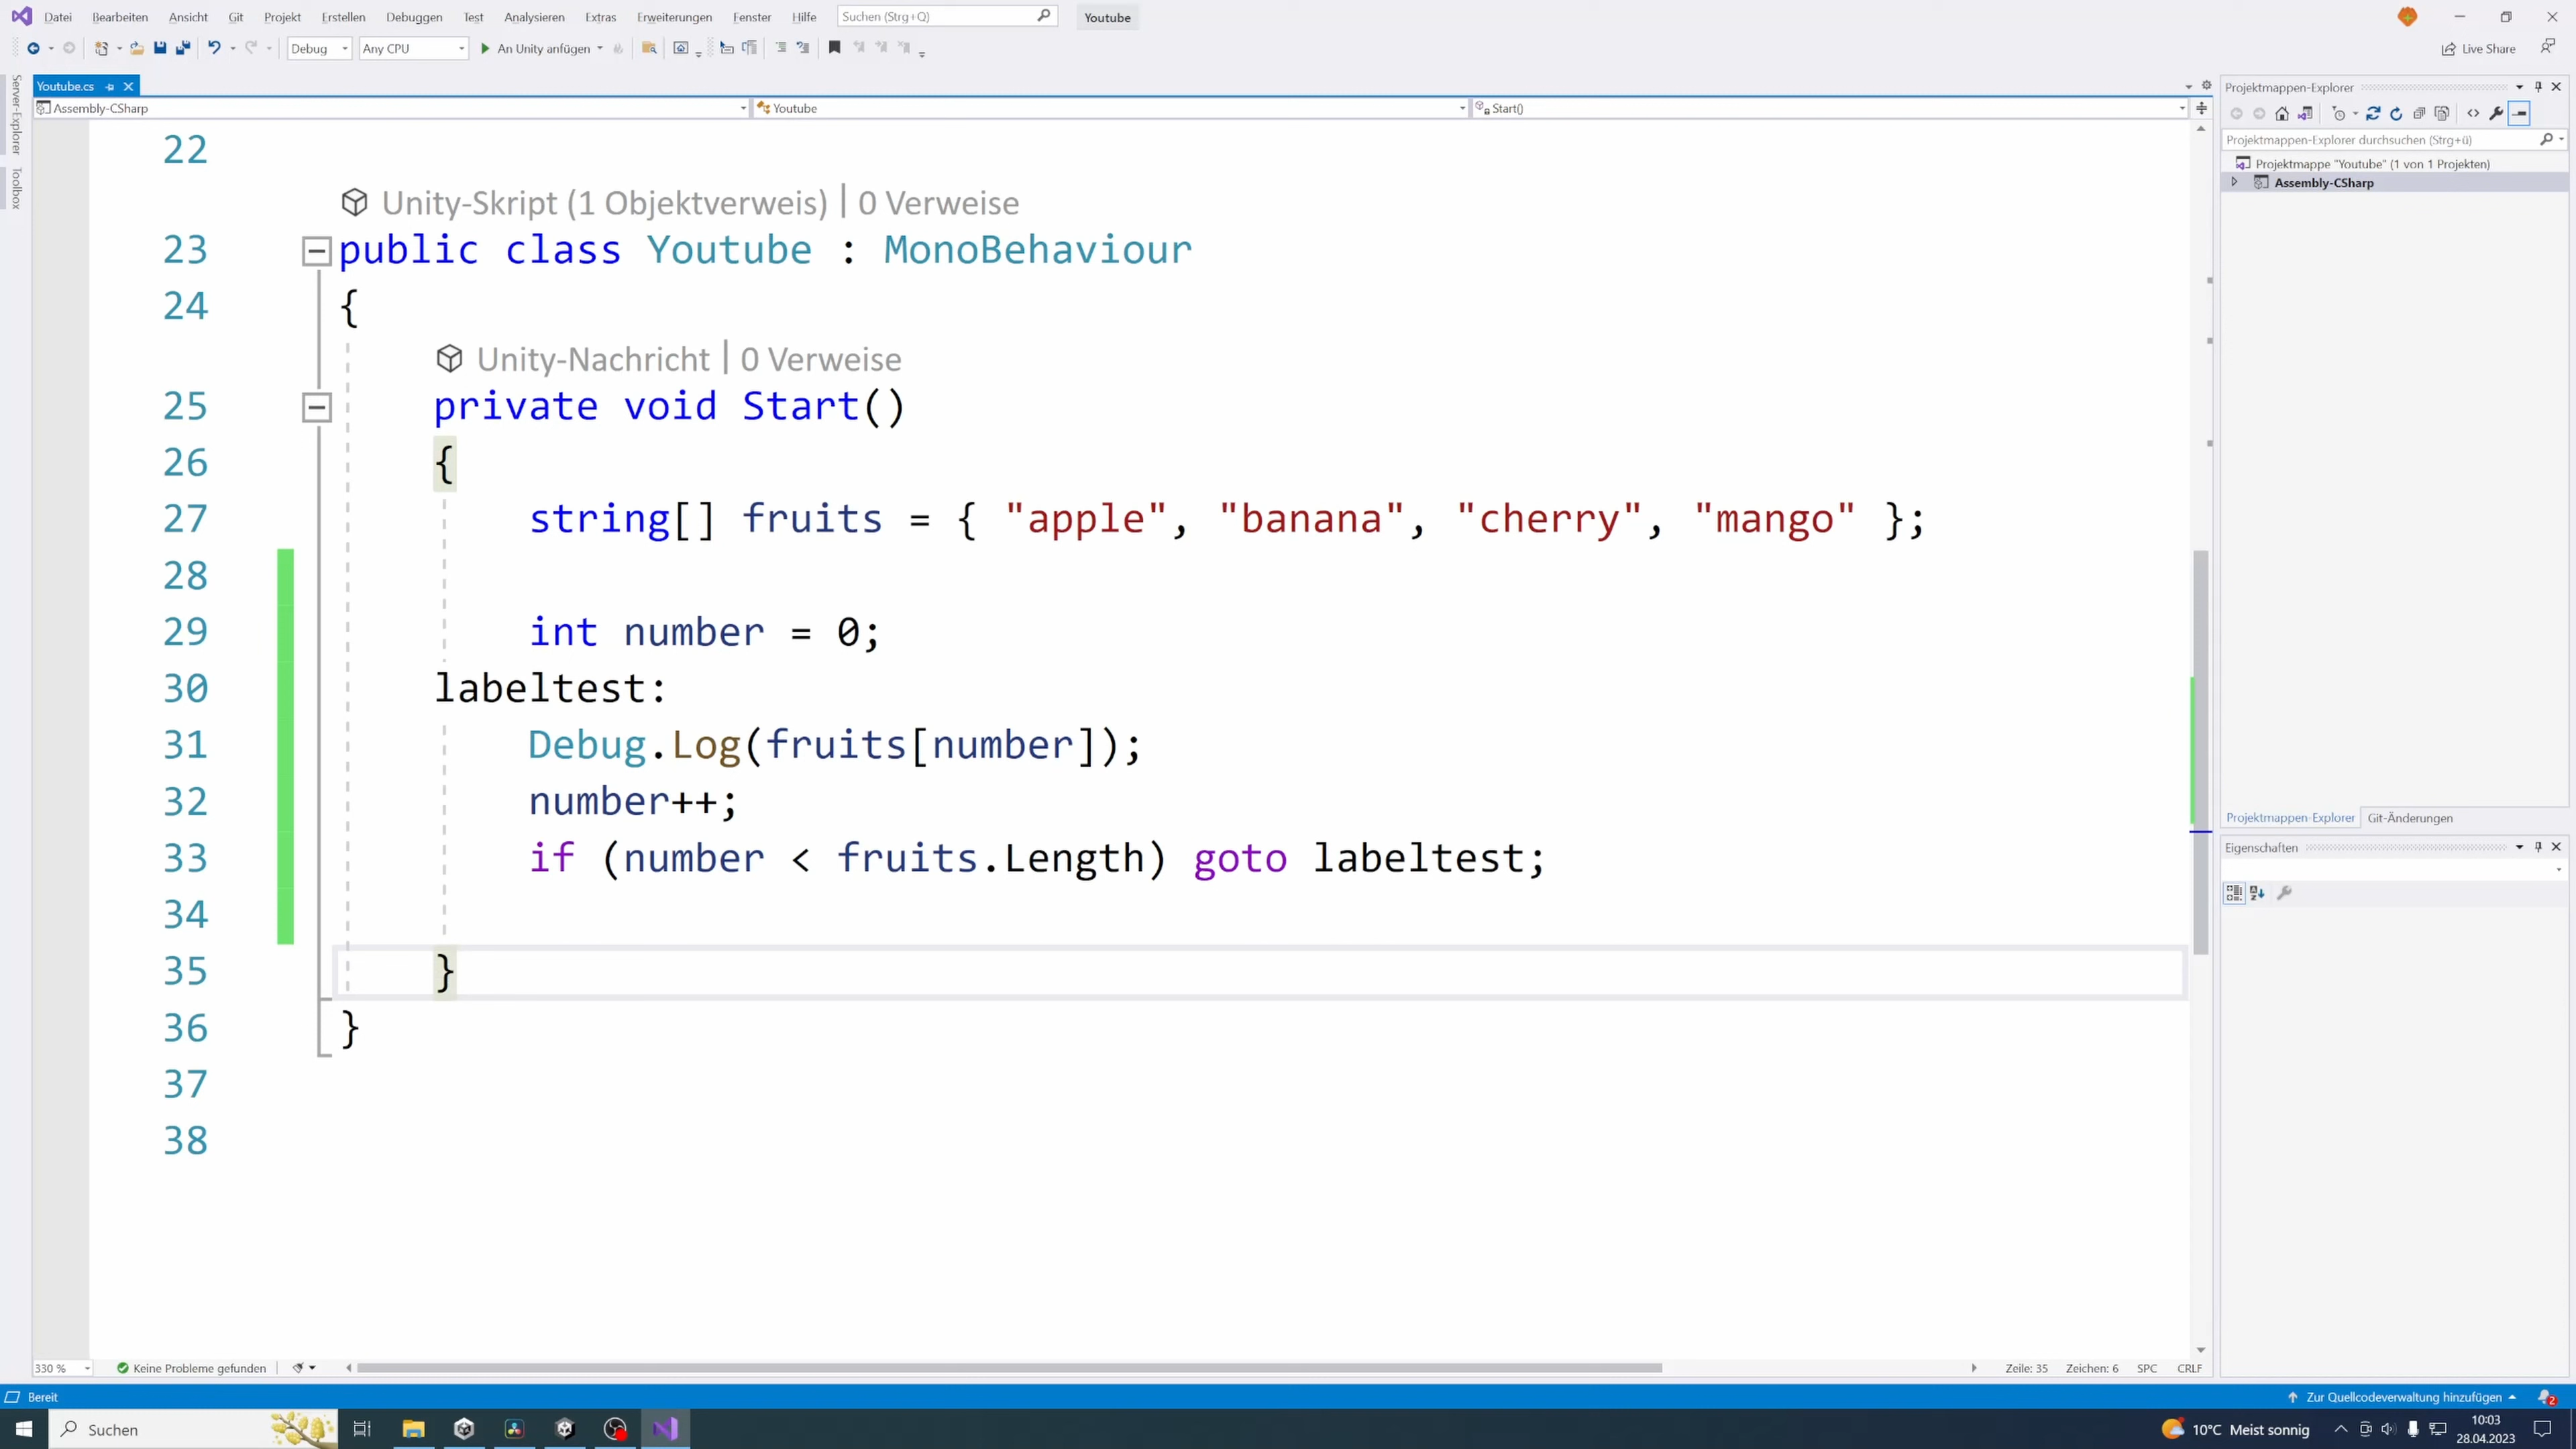 Datei Bearbeiten Ansicht Git Projekt Erstellen Debuggen Test Analysieren Extras Erweiterungen Fenster Hilfe Suchen (Strg+Q) Youtube
Debug Any CPU An Unity anfügen Live Share
Server-Explorer
Toolbox
Youtube.cs
Assembly-CSharp Youtube Start()
22
Unity-Skript (1 Objektverweis) | 0 Verweise
23 public class Youtube : MonoBehaviour
24 {
Unity-Nachricht | 0 Verweise
25 private void Start()
26 {
27 string[] fruits = { "apple", "banana", "cherry", "mango" };
28
29 int number = 0;
30 labeltest:
31 Debug.Log(fruits[number]);
32 number++;
33 if (number < fruits.Length) goto labeltest;
34
35 }
36 }
37
38
330 % Keine Probleme gefunden Zeile: 35 Zeichen: 6 SPC CRLF
Projektmappen-Explorer
Projektmappen-Explorer durchsuchen (Strg+ü)
Projektmappe "Youtube" (1 von 1 Projekten)
Assembly-CSharp
Projektmappen-Explorer Git-Änderungen
Eigenschaften
Bereit Zur Quellcodeverwaltung hinzufügen 2
Suchen 10°C Meist sonnig 10:03
28.04.2023